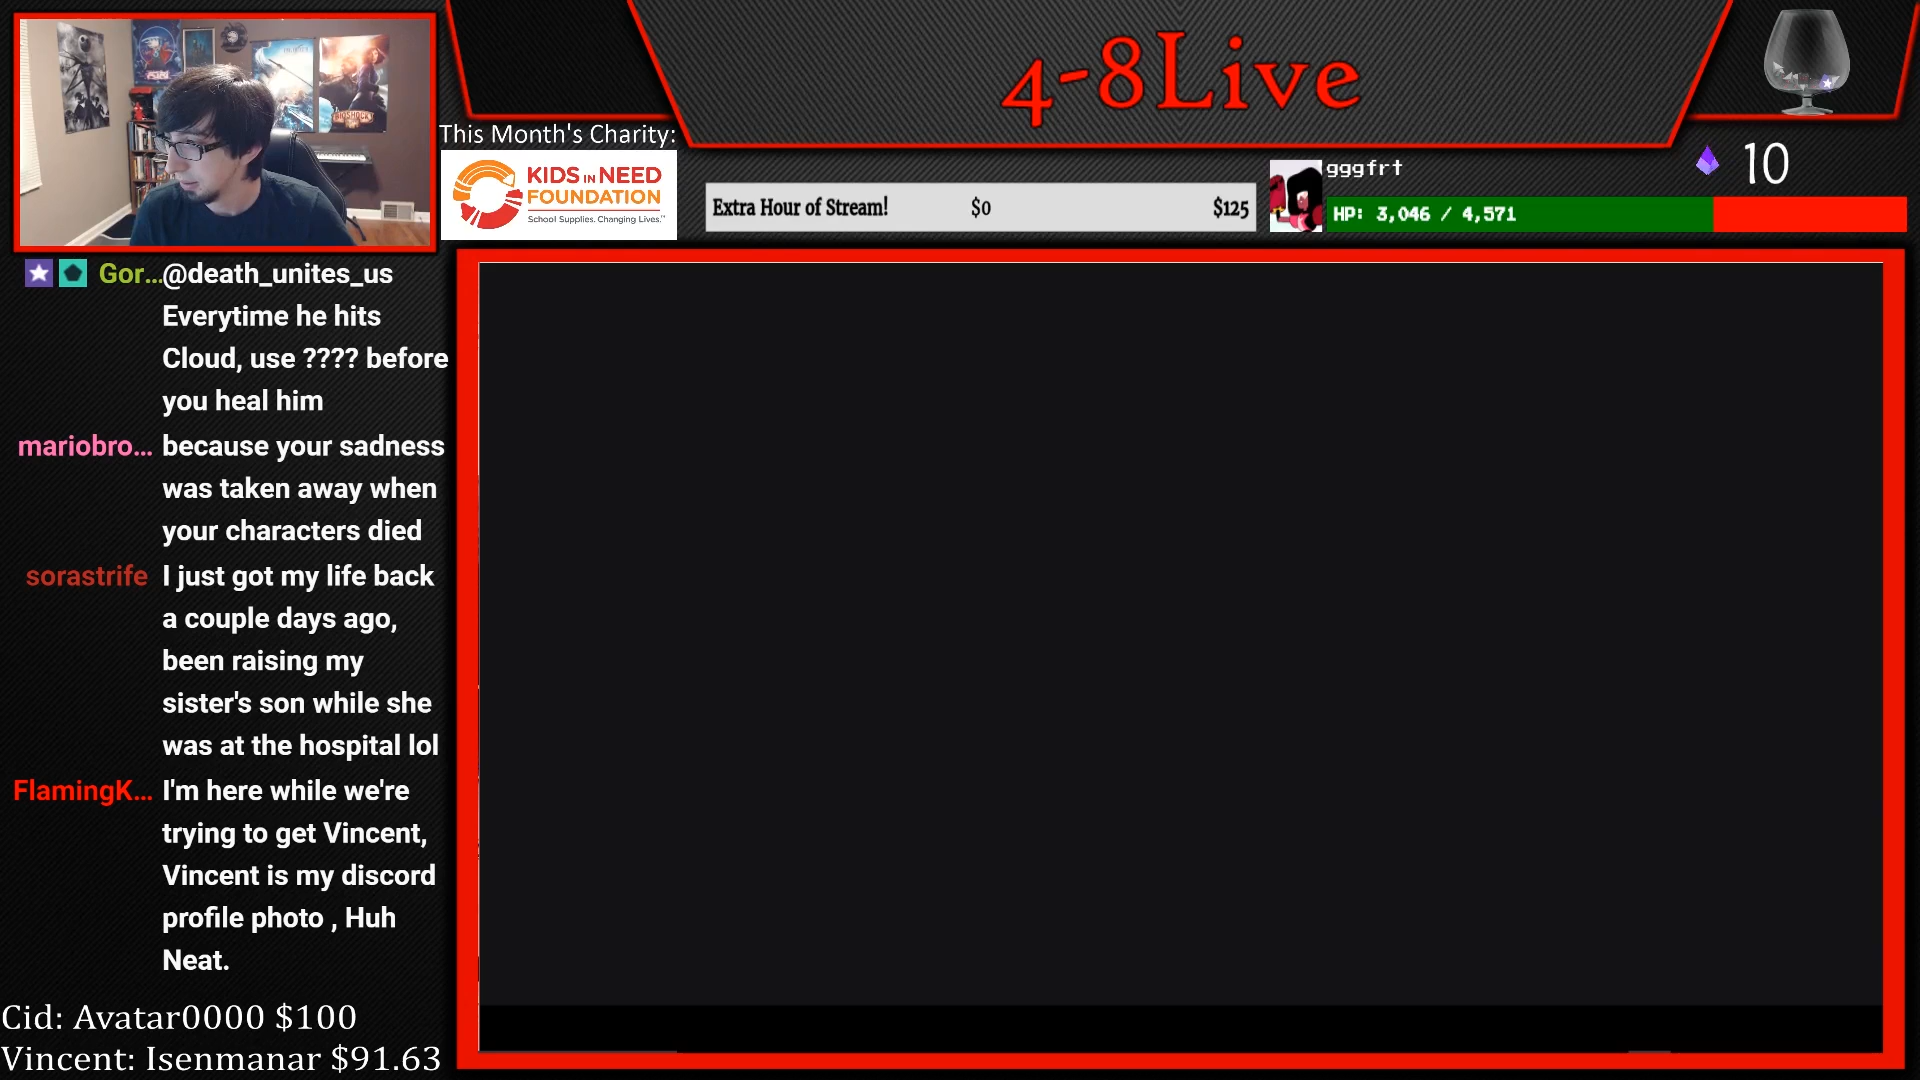 4-8Live
This Month's Charity:
KIDS IN NEED
FOUNDATION
School Supplies. Changing Lives.™
Extra Hour of Stream! $0 $125
gggfrt
HP: 3,046 / 4,571
10
BIOSHOCK
Gor...@death_unites_us
Everytime he hits
Cloud, use ???? before
you heal him
mariobro... because your sadness
was taken away when
your characters died
sorastrife I just got my life back
a couple days ago,
been raising my
sister's son while she
was at the hospital lol
FlamingK... I'm here while we're
trying to get Vincent,
Vincent is my discord
profile photo , Huh
Neat.
Cid: Avatar0000 $100
Vincent: Isenmanar $91.63